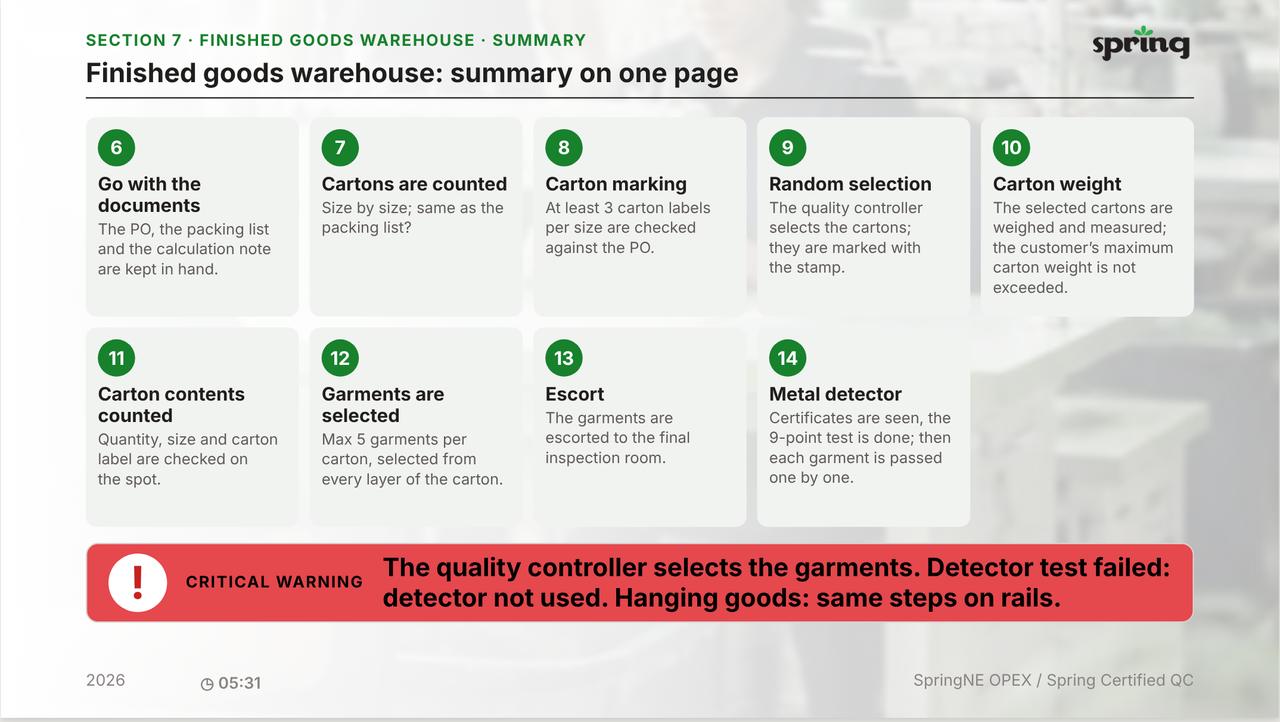 SECTION 7 · FINISHED GOODS WAREHOUSE · SUMMARY
spring
Finished goods warehouse: summary on one page
6
Go with the
documents
The PO, the packing list
and the calculation note
are kept in hand.
7
Cartons are counted
Size by size; same as the
packing list?
8
Carton marking
At least 3 carton labels
per size are checked
against the PO.
9
Random selection
The quality controller
selects the cartons;
they are marked with
the stamp.
10
Carton weight
The selected cartons are
weighed and measured;
the customer’s maximum
carton weight is not
exceeded.
11
Carton contents
counted
Quantity, size and carton
label are checked on
the spot.
12
Garments are
selected
Max 5 garments per
carton, selected from
every layer of the carton.
13
Escort
The garments are
escorted to the final
inspection room.
14
Metal detector
Certificates are seen, the
9-point test is done; then
each garment is passed
one by one.
!
CRITICAL WARNING
The quality controller selects the garments. Detector test failed:
detector not used. Hanging goods: same steps on rails.
2026
05:31
SpringNE OPEX / Spring Certified QC